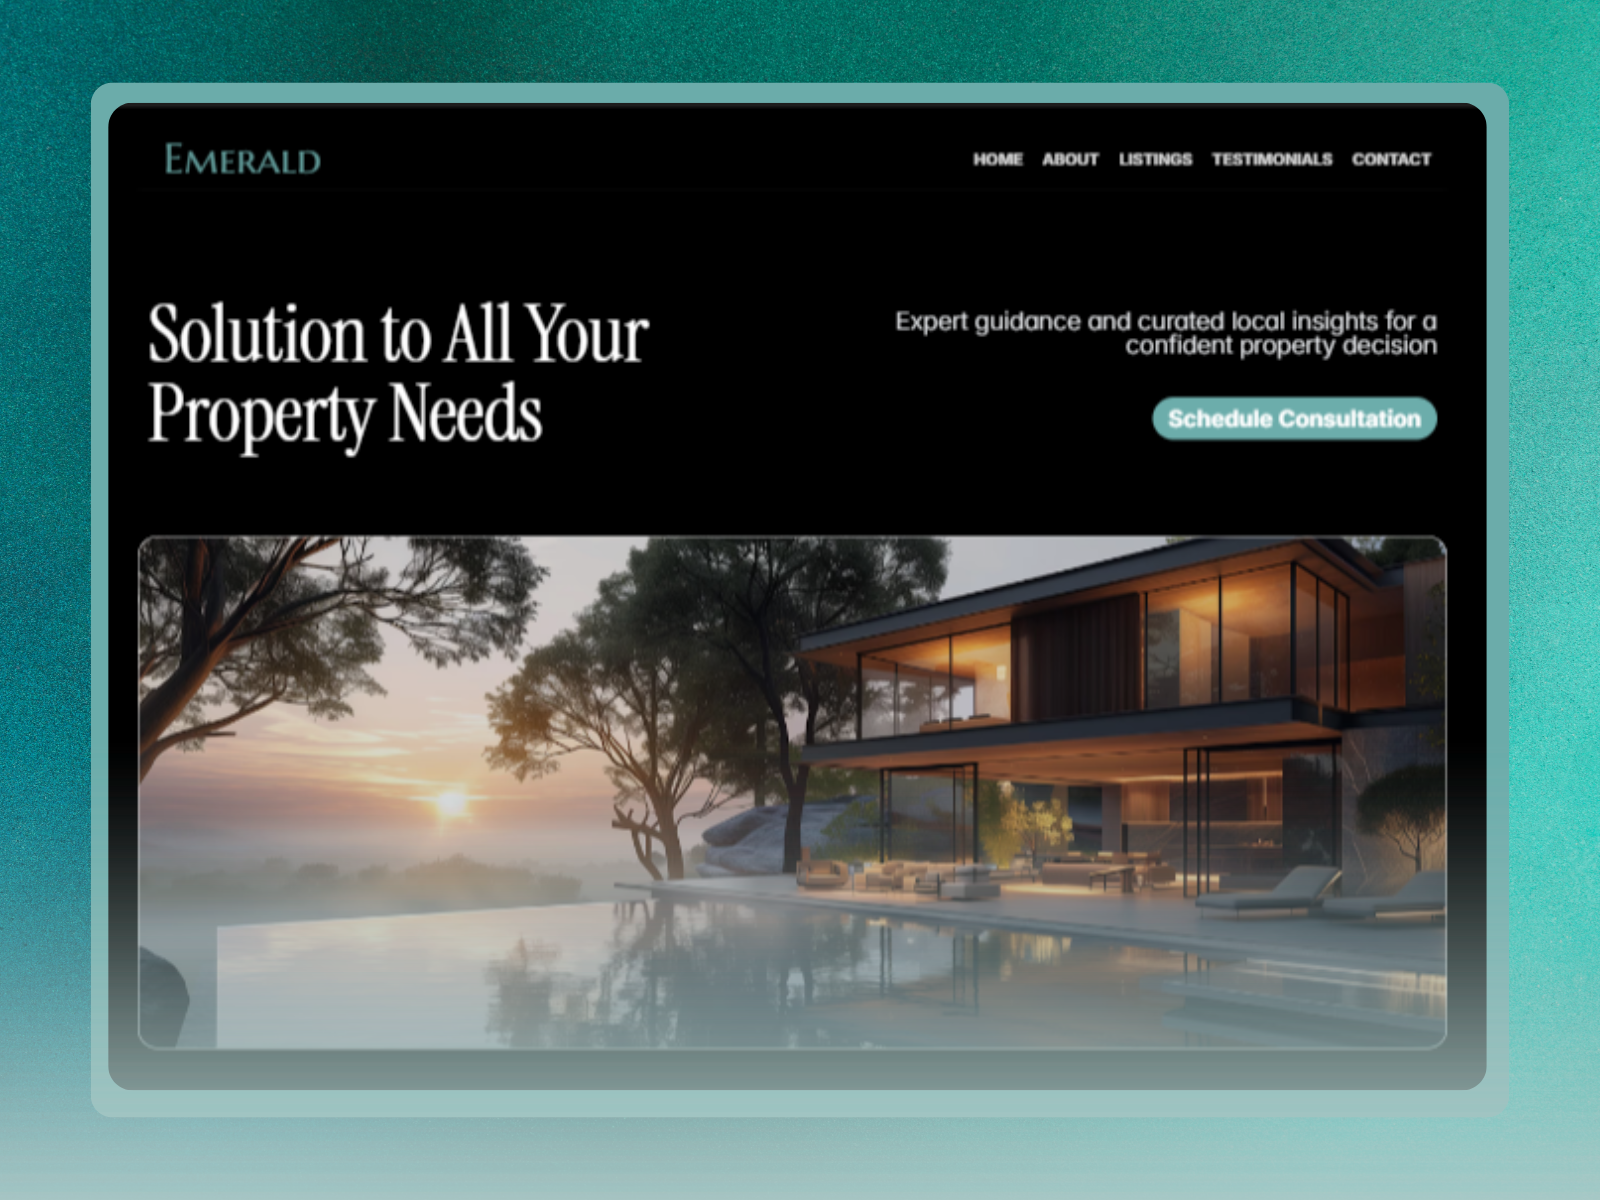 EMERALD
HOME ABOUT LISTINGS TESTIMONIALS CONTACT
Solution to All Your
Property Needs
Expert guidance and curated local insights for a
confident property decision
Schedule Consultation